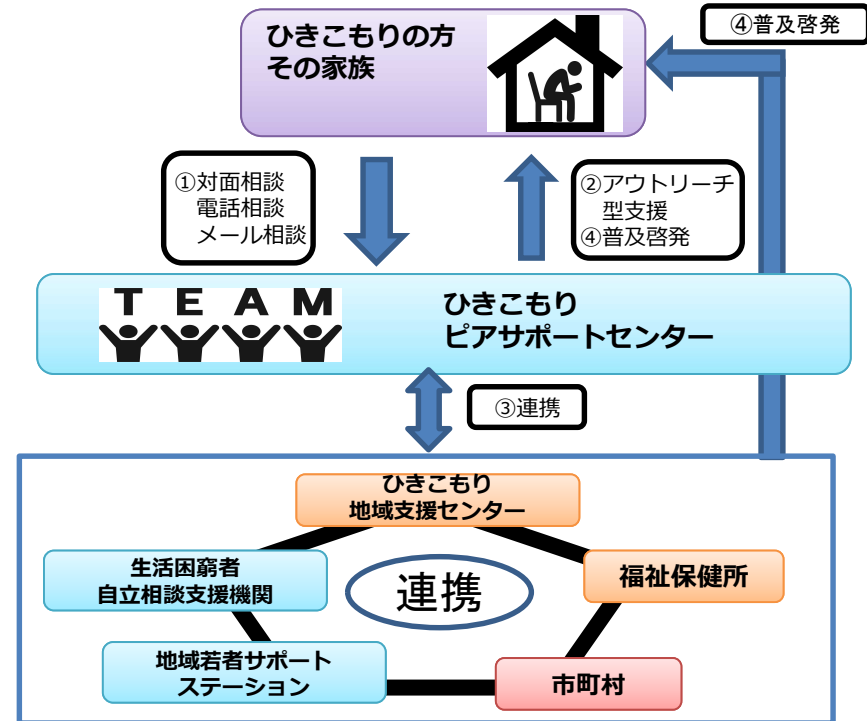 ひきこもりの方
その家族
④普及啓発
①対面相談
電話相談
メール相談
②アウトリーチ
型支援
④普及啓発
TEAM
ひきこもり
ピアサポートセンター
③連携
ひきこもり
地域支援センター
生活困窮者
自立相談支援機関
連携
福祉保健所
地域若者サポート
ステーション
市町村